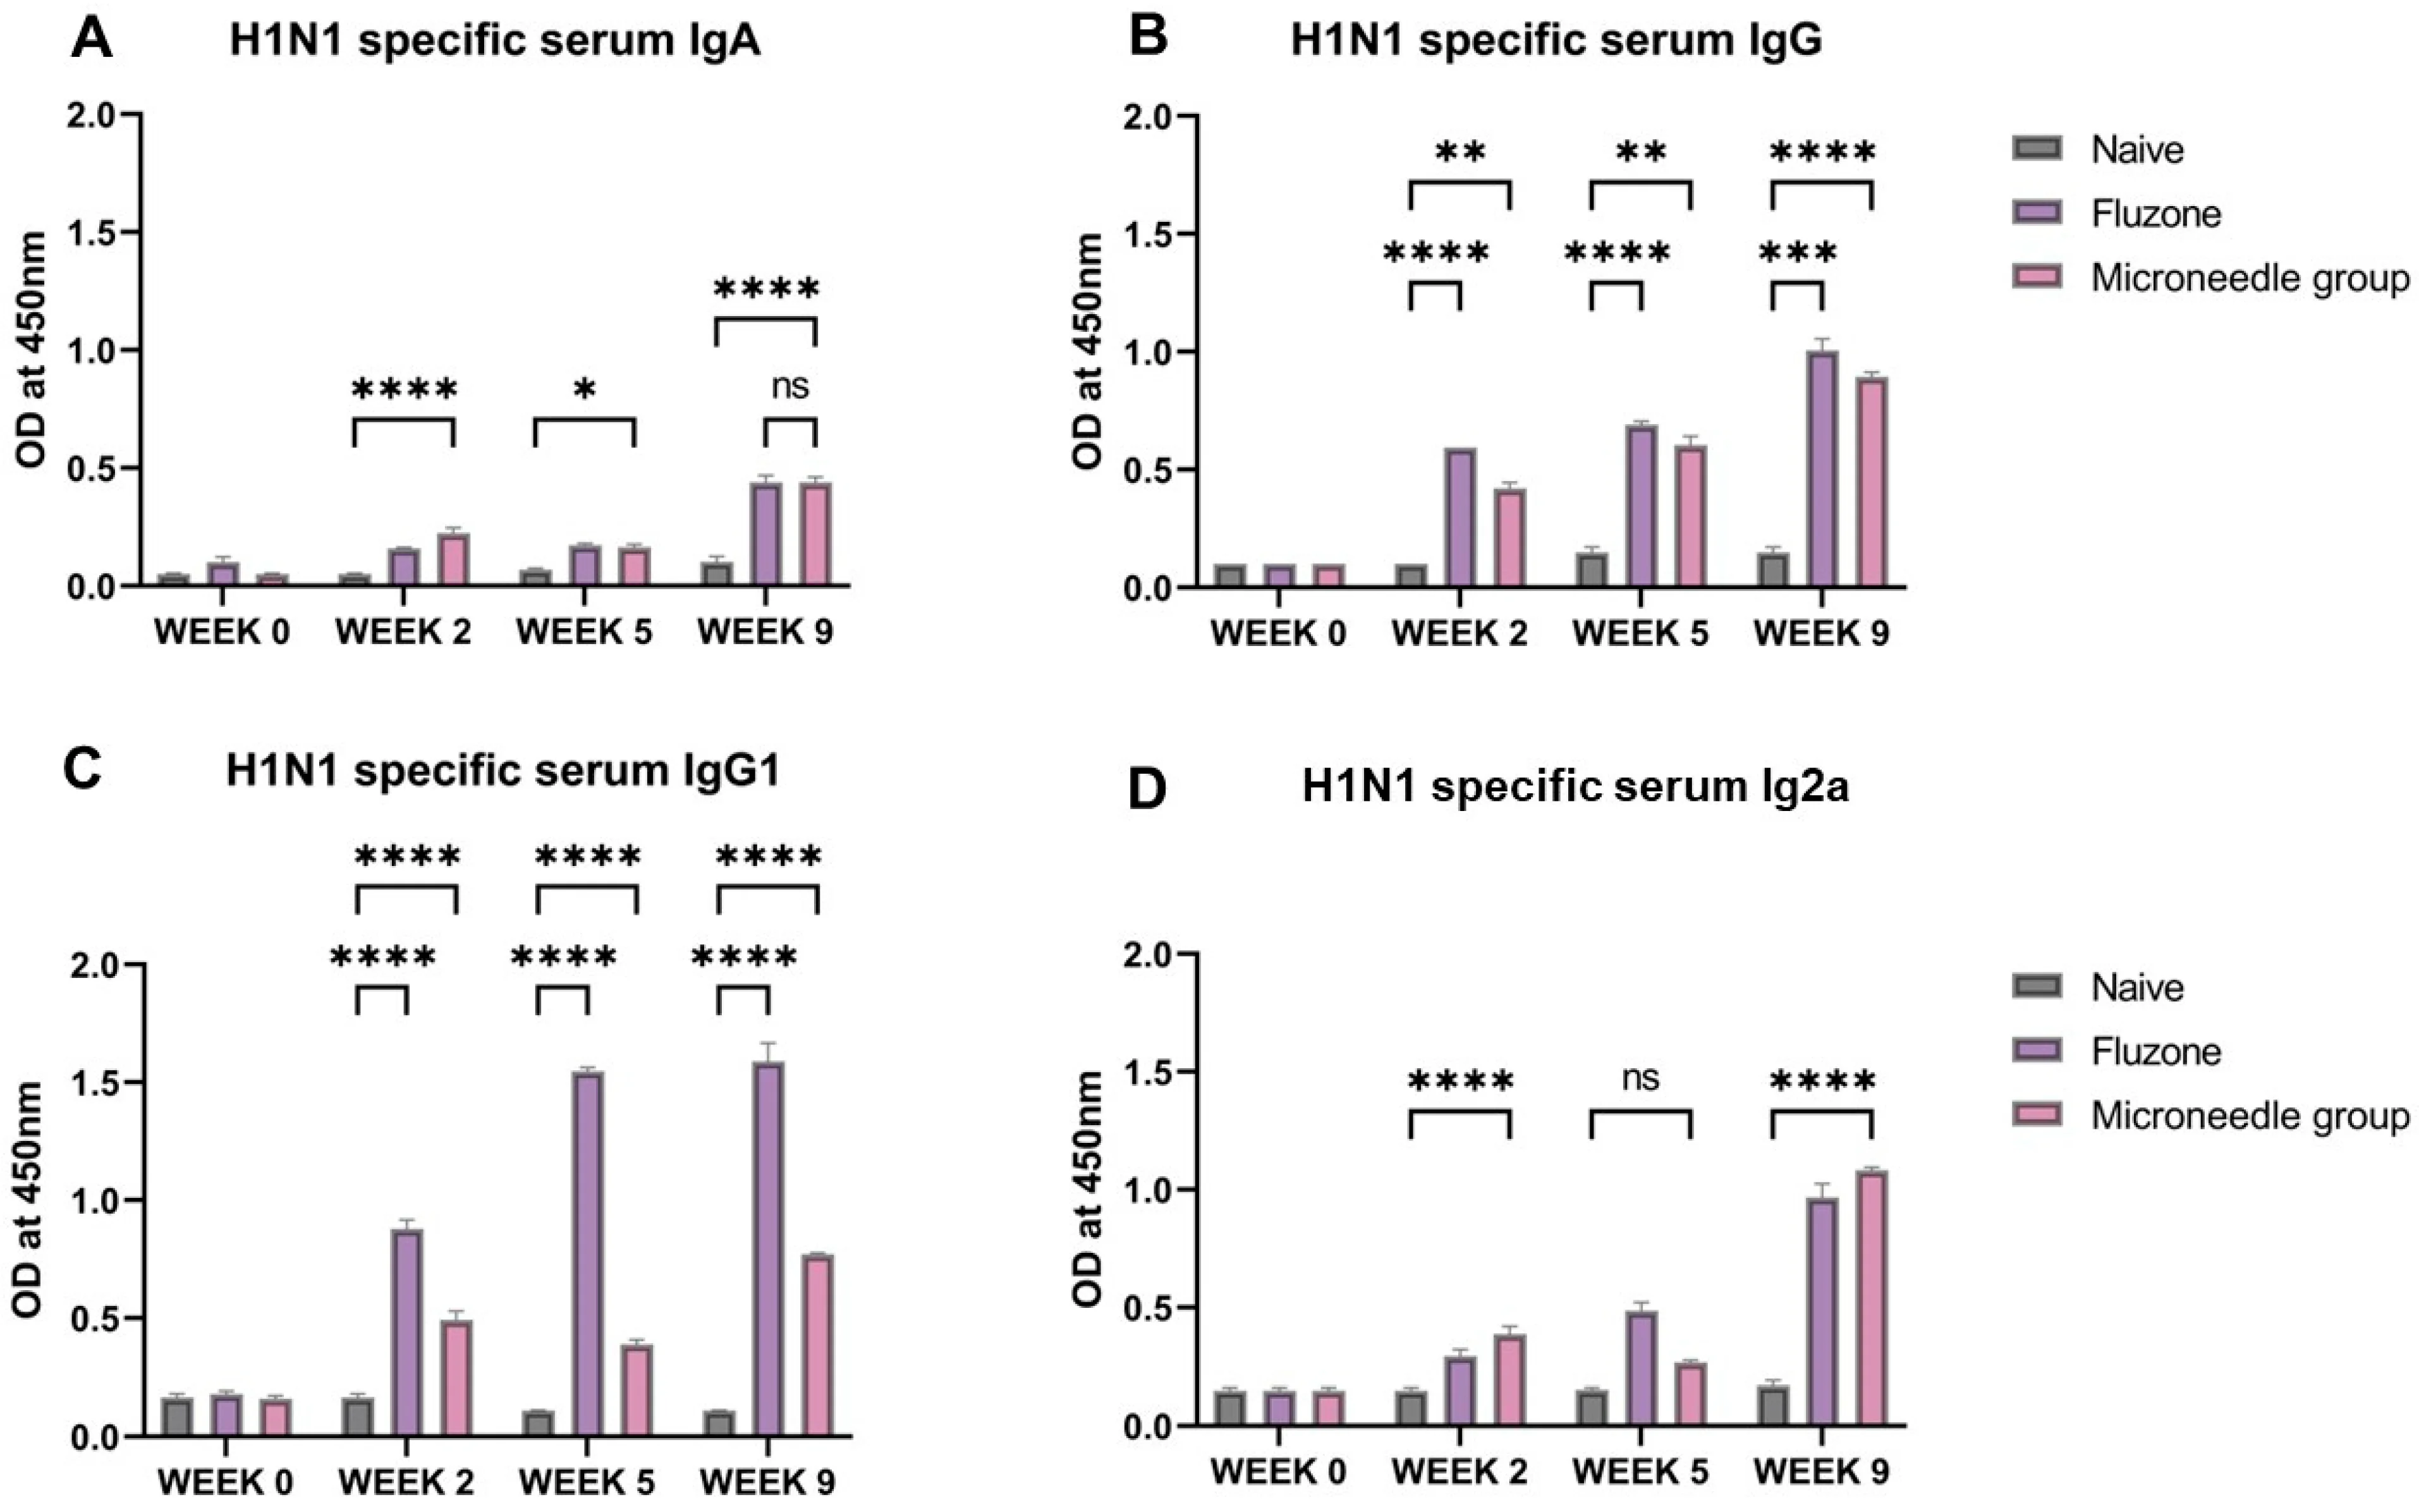 A
H1N1 specific serum IgA
OD at 450nm
2.0
1.5
1.0
0.5
0.0
****
*
****
ns
WEEK 0
WEEK 2
WEEK 5
WEEK 9
B
H1N1 specific serum IgG
OD at 450nm
2.0
1.5
1.0
0.5
0.0
**
**
****
****
****
***
WEEK 0
WEEK 2
WEEK 5
WEEK 9
Naive
Fluzone
Microneedle group
C
H1N1 specific serum IgG1
OD at 450nm
2.0
1.5
1.0
0.5
0.0
****
****
****
****
****
****
WEEK 0
WEEK 2
WEEK 5
WEEK 9
D
H1N1 specific serum Ig2a
OD at 450nm
2.0
1.5
1.0
0.5
0.0
****
ns
****
WEEK 0
WEEK 2
WEEK 5
WEEK 9
Naive
Fluzone
Microneedle group